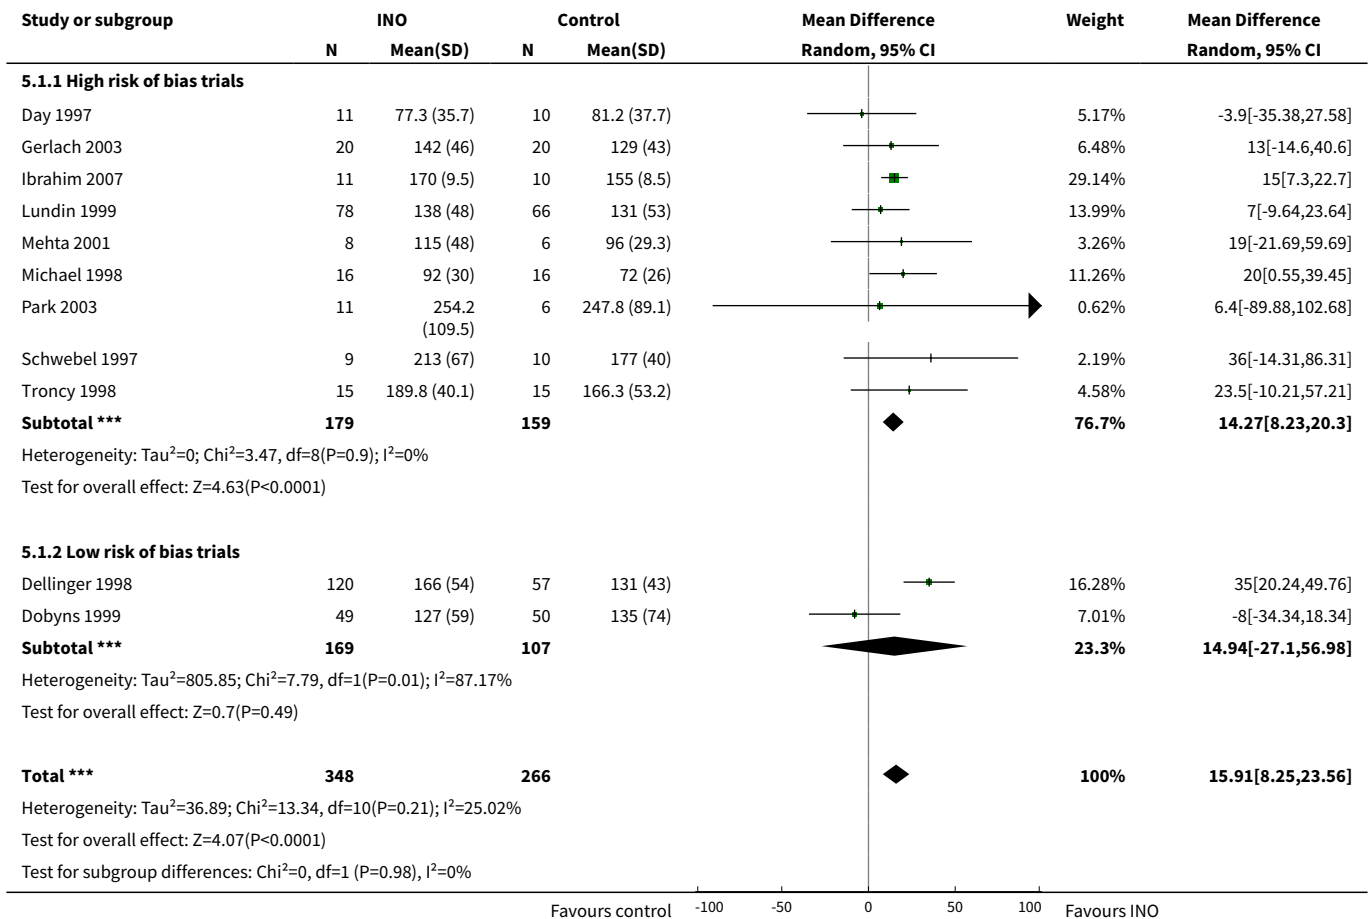 Study or subgroup INO Control Mean Difference Weight Mean Difference
N Mean(SD) N Mean(SD) Random, 95% CI Random, 95% CI
5.1.1 High risk of bias trials
Day 1997 11 77.3 (35.7) 10 81.2 (37.7) 5.17% -3.9[-35.38,27.58]
Gerlach 2003 20 142 (46) 20 129 (43) 6.48% 13[-14.6,40.6]
Ibrahim 2007 11 170 (9.5) 10 155 (8.5) 29.14% 15[7.3,22.7]
Lundin 1999 78 138 (48) 66 131 (53) 13.99% 7[-9.64,23.64]
Mehta 2001 8 115 (48) 6 96 (29.3) 3.26% 19[-21.69,59.69]
Michael 1998 16 92 (30) 16 72 (26) 11.26% 20[0.55,39.45]
Park 2003 11 254.2 6 247.8 (89.1) 0.62% 6.4[-89.88,102.68]
(109.5)
Schwebel 1997 9 213 (67) 10 177 (40) 2.19% 36[-14.31,86.31]
Troncy 1998 15 189.8 (40.1) 15 166.3 (53.2) 4.58% 23.5[-10.21,57.21]
Subtotal *** 179 159 76.7% 14.27[8.23,20.3]
Heterogeneity: Tau²=0; Chi²=3.47, df=8(P=0.9); I²=0%
Test for overall effect: Z=4.63(P<0.0001)
5.1.2 Low risk of bias trials
Dellinger 1998 120 166 (54) 57 131 (43) 16.28% 35[20.24,49.76]
Dobyns 1999 49 127 (59) 50 135 (74) 7.01% -8[-34.34,18.34]
Subtotal *** 169 107 23.3% 14.94[-27.1,56.98]
Heterogeneity: Tau²=805.85; Chi²=7.79, df=1(P=0.01); I²=87.17%
Test for overall effect: Z=0.7(P=0.49)
Total *** 348 266 100% 15.91[8.25,23.56]
Heterogeneity: Tau²=36.89; Chi²=13.34, df=10(P=0.21); I²=25.02%
Test for overall effect: Z=4.07(P<0.0001)
Test for subgroup differences: Chi²=0, df=1 (P=0.98), I²=0%
Favours control -100 -50 0 50 100 Favours INO